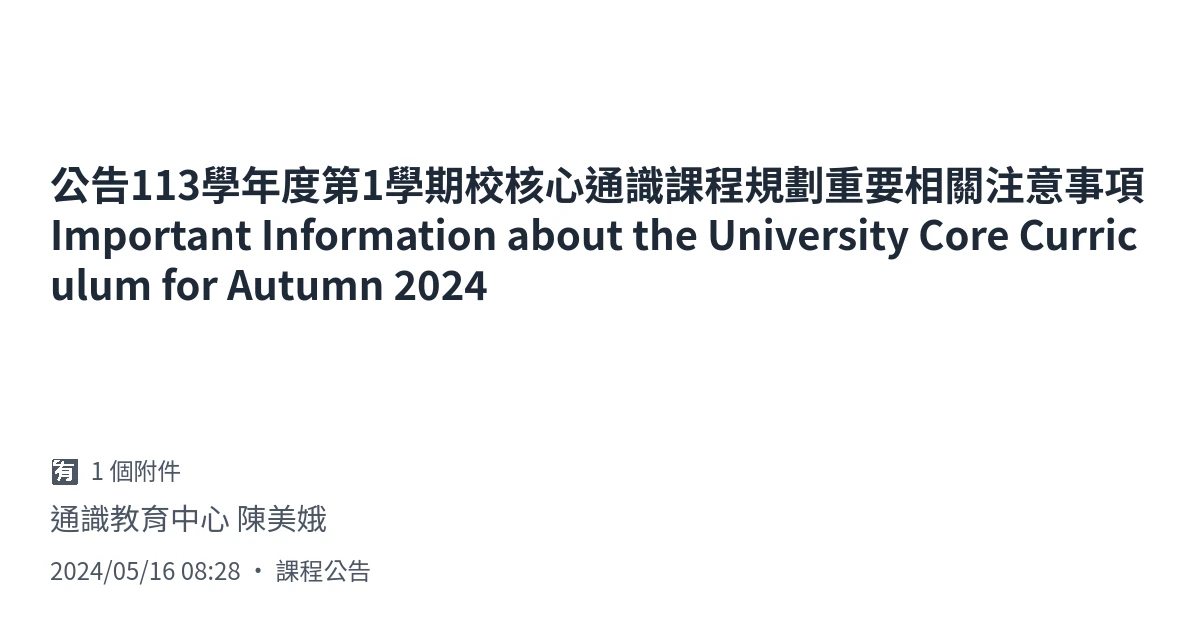 公告113學年度第1學期校核心通識課程規劃重要相關注意事項
Important Information about the University Core Curric
ulum for Autumn 2024
有 1 個附件
通識教育中心 陳美娥
2024/05/16 08:28 • 課程公告